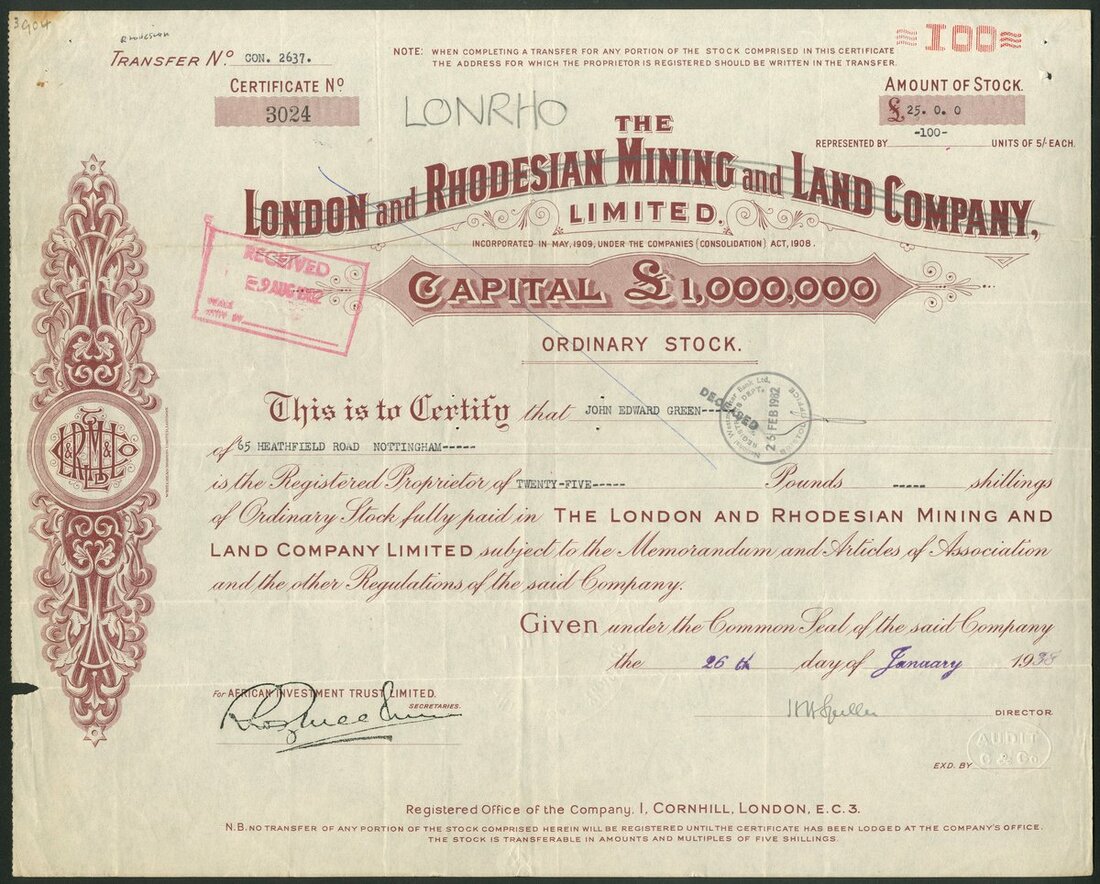 3904
Rhodesian
TRANSFER No. CON. 2637.
NOTE: WHEN COMPLETING A TRANSFER FOR ANY PORTION OF THE STOCK COMPRISED IN THIS CERTIFICATE
THE ADDRESS FOR WHICH THE PROPRIETOR IS REGISTERED SHOULD BE WRITTEN IN THE TRANSFER.
100
CERTIFICATE No
3024
LONRHO
AMOUNT OF STOCK.
£ 25. 0. 0
-100-
REPRESENTED BY UNITS OF 5/- EACH.
THE
LONDON and RHODESIAN MINING and LAND COMPANY,
LIMITED.
INCORPORATED IN MAY, 1909, UNDER THE COMPANIES (CONSOLIDATION) ACT, 1908.
RECEIVED
9 AUG 1982
CAPITAL £1,000,000
ORDINARY STOCK.
This is to Certify that JOHN EDWARD GREEN-----
DECEASED
26 FEB 1982
of 65 HEATHFIELD ROAD NOTTINGHAM-----
is the Registered Proprietor of TWENTY-FIVE----- Pounds ----- shillings
of Ordinary Stock fully paid in THE LONDON AND RHODESIAN MINING AND
LAND COMPANY LIMITED subject to the Memorandum and Articles of Association
and the other Regulations of the said Company.
Given under the Common Seal of the said Company
the 26th day of January 1938
For AFRICAN INVESTMENT TRUST LIMITED.
SECRETARIES.
DIRECTOR
AUDIT
C & Co
EXD. BY
Registered Office of the Company, 1, CORNHILL, LONDON, E.C.3.
N.B. NO TRANSFER OF ANY PORTION OF THE STOCK COMPRISED HEREIN WILL BE REGISTERED UNTIL THE CERTIFICATE HAS BEEN LODGED AT THE COMPANY'S OFFICE.
THE STOCK IS TRANSFERABLE IN AMOUNTS AND MULTIPLES OF FIVE SHILLINGS.